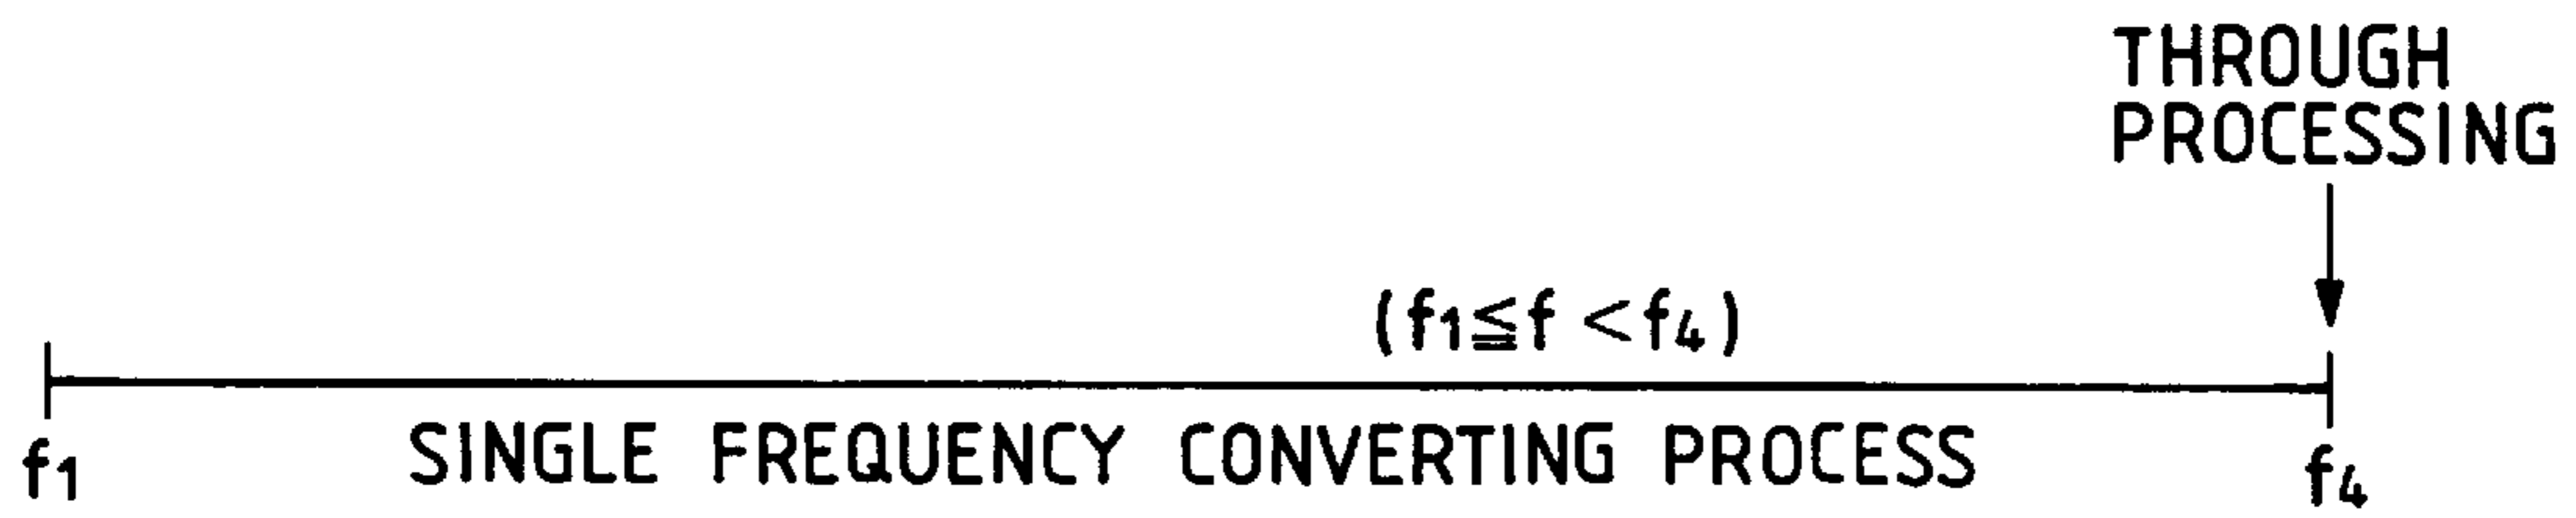 THROUGH
PROCESSING
(f1≦f <f4)
f1
SINGLE FREQUENCY CONVERTING PROCESS
f4